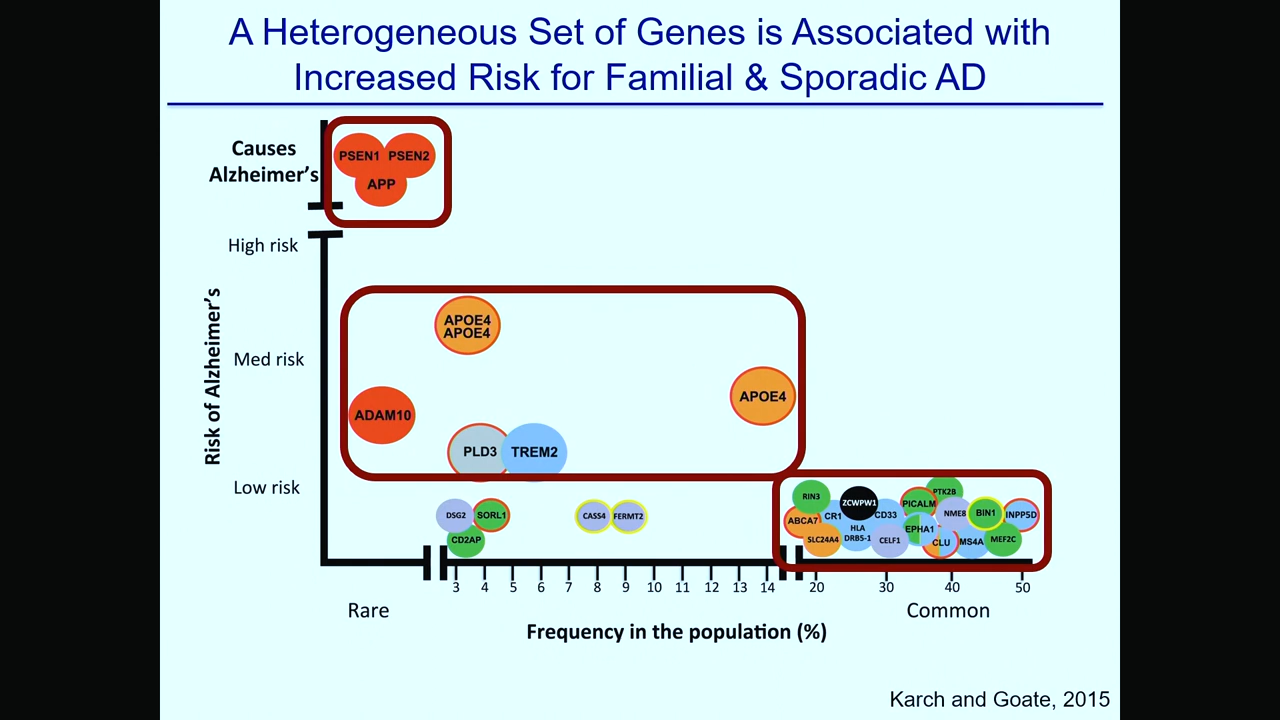 A Heterogeneous Set of Genes is Associated with
Increased Risk for Familial & Sporadic AD
Causes
Alzheimer's
PSEN1 PSEN2
APP
High risk
Risk of Alzheimer's
APOE4
APOE4
Med risk
APOE4
ADAM10
PLD3 TREM2
Low risk
DSG2 SORL1
CD2AP
CASS4 FERMT2
RIN3
ZCWPW1
PTK2B
PICALM
ABCA7
CR1
CD33
NME8
BIN1
INPP5D
HLA
DRB5-1
EPHA1
SLC24A4
CELF1
CLU
MS4A
MEF2C
3 4 5 6 7 8 9 10 11 12 13 14 20 30 40 50
Rare
Common
Frequency in the population (%)
Karch and Goate, 2015